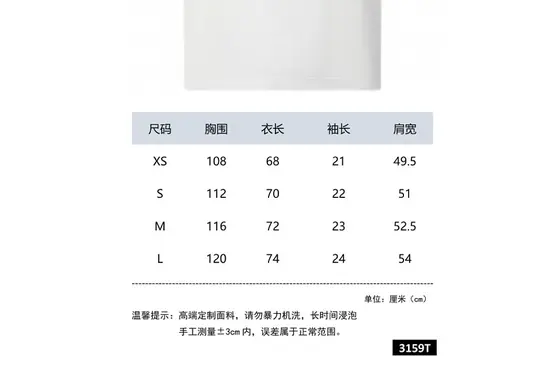 尺码 胸围 衣长 袖长 肩宽
XS 108 68 21 49.5
S 112 70 22 51
M 116 72 23 52.5
L 120 74 24 54
单位：厘米（cm）
温馨提示：高端定制面料，请勿暴力机洗，长时间浸泡
手工测量±3cm内，误差属于正常范围。
3159T